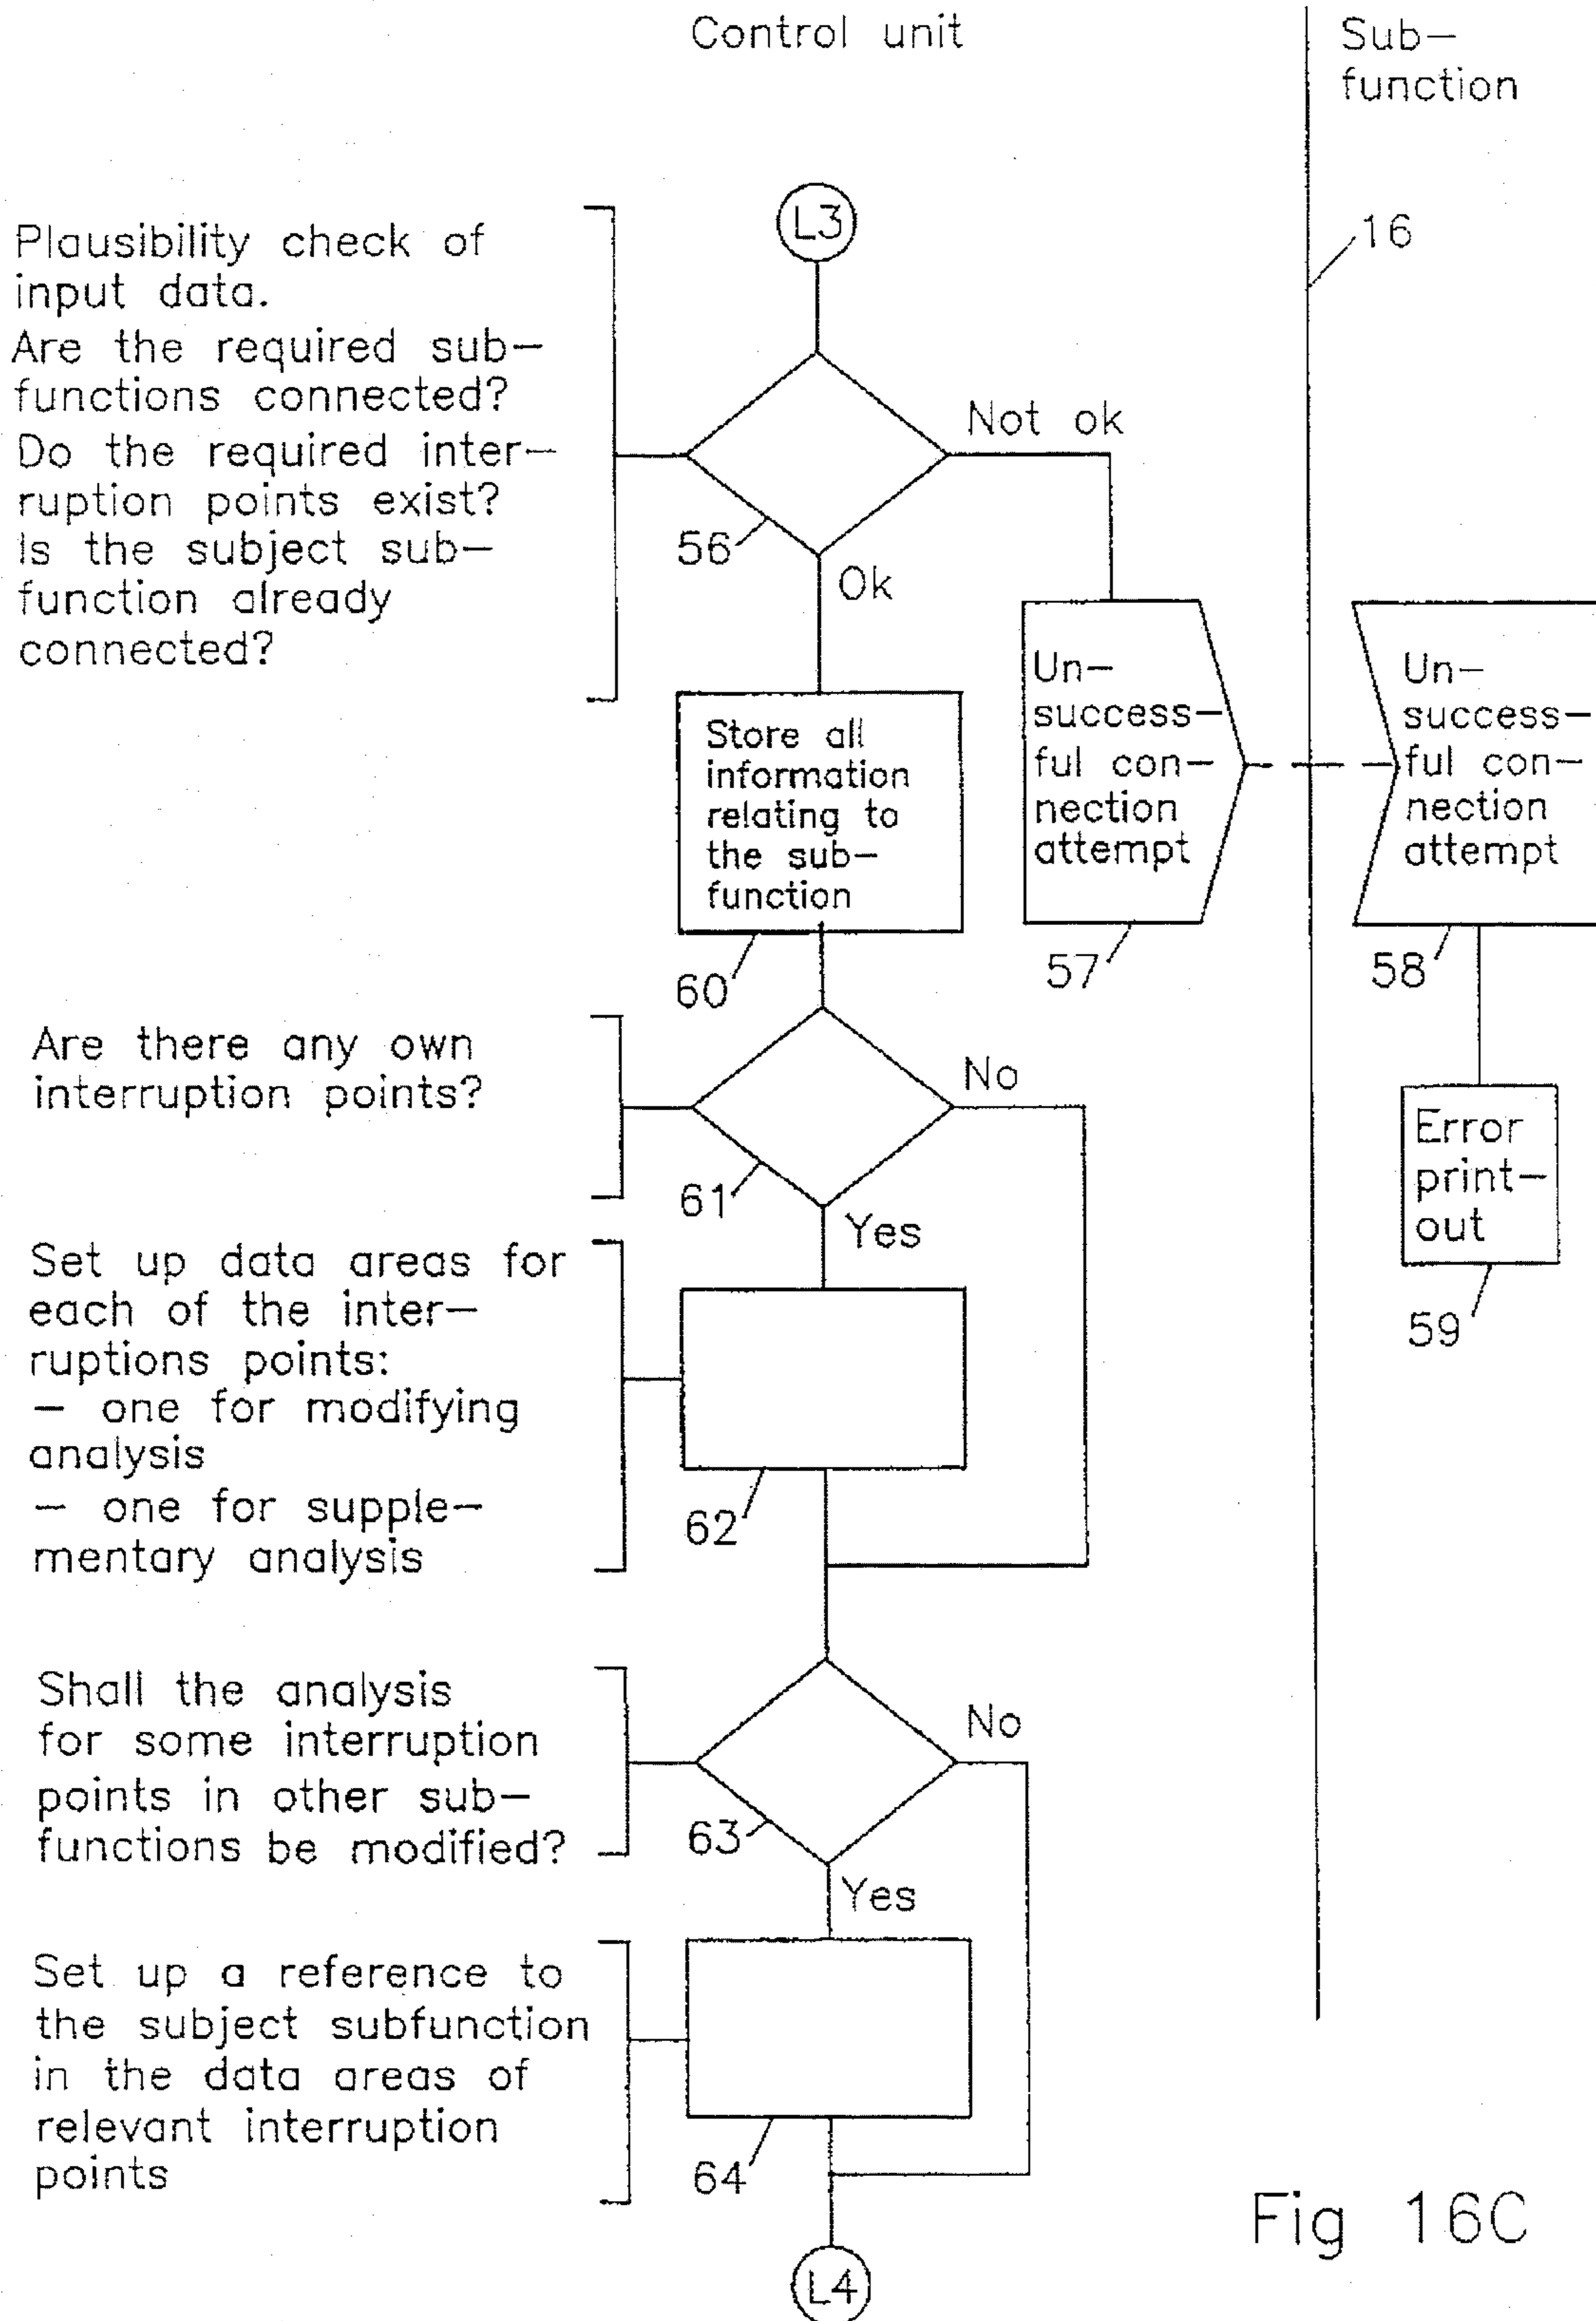 Control unit
Sub–
function
L3
16
Plausibility check of
input data.
Are the required sub–
functions connected?
Do the required inter–
ruption points exist?
Is the subject sub–
function already
connected?
Not ok
56
Ok
Store all
information
relating to
the sub–
function
60
Un–
success–
ful con–
nection
attempt
57
Un–
success–
ful con–
nection
attempt
58
Error
print–
out
59
Are there any own
interruption points?
No
61
Yes
Set up data areas for
each of the inter–
ruptions points:
– one for modifying
analysis
– one for supple–
mentary analysis
62
Shall the analysis
for some interruption
points in other sub–
functions be modified?
No
63
Yes
Set up a reference to
the subject subfunction
in the data areas of
relevant interruption
points
64
L4
Fig 16C